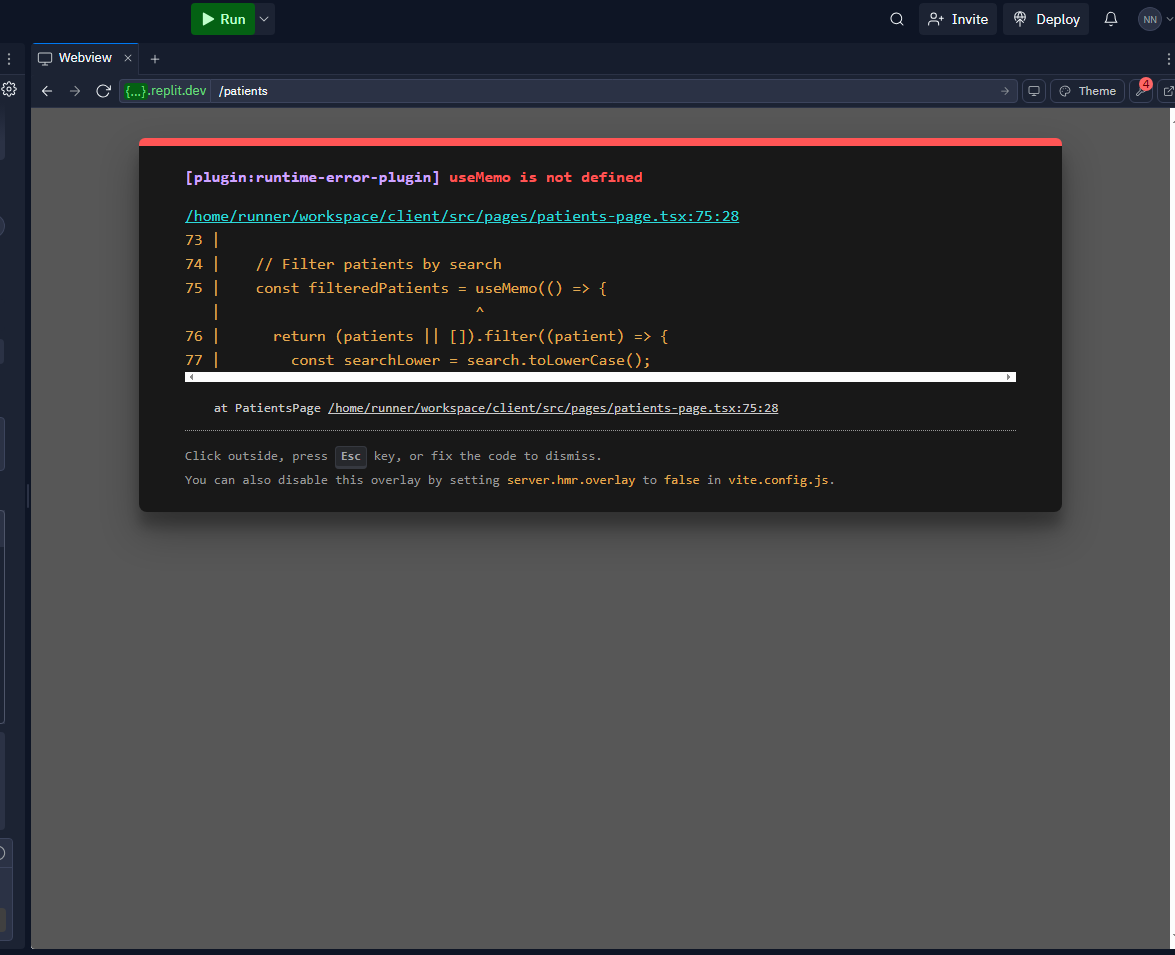 Run
Invite
Deploy
NN
Webview
{...}.replit.dev
/patients
Theme
4
[plugin:runtime-error-plugin] useMemo is not defined
/home/runner/workspace/client/src/pages/patients-page.tsx:75:28
73 |
74 |    // Filter patients by search
75 |    const filteredPatients = useMemo(() => {
   |                             ^
76 |      return (patients || []).filter((patient) => {
77 |        const searchLower = search.toLowerCase();
at PatientsPage /home/runner/workspace/client/src/pages/patients-page.tsx:75:28
Click outside, press Esc key, or fix the code to dismiss.
You can also disable this overlay by setting server.hmr.overlay to false in vite.config.js.